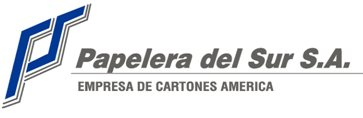 Papelera del Sur S.A.
EMPRESA DE CARTONES AMERICA